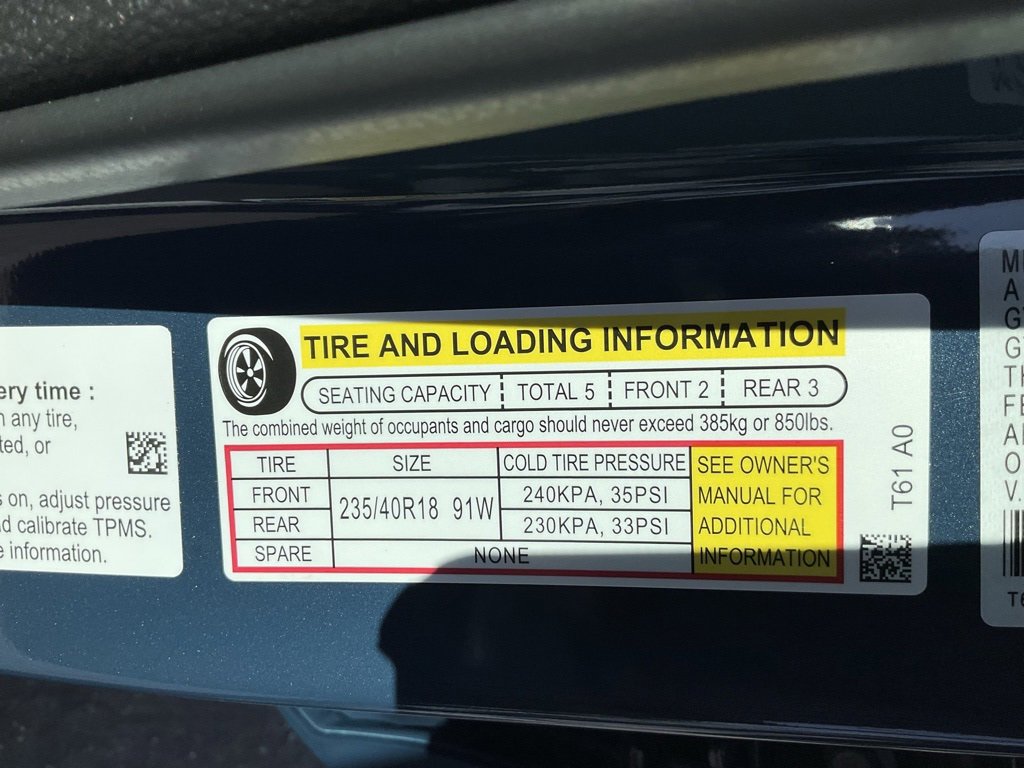 ery time :
any tire,
ted, or
s on, adjust pressure
d calibrate TPMS.
e information.
TIRE AND LOADING INFORMATION
SEATING CAPACITY TOTAL 5 FRONT 2 REAR 3
The combined weight of occupants and cargo should never exceed 385kg or 850lbs.
TIRE SIZE COLD TIRE PRESSURE
FRONT 235/40R18 91W 240KPA, 35PSI
REAR 230KPA, 33PSI
SPARE NONE
SEE OWNER'S
MANUAL FOR
ADDITIONAL
INFORMATION
T61 A0
A
G
T
F
A
O
V.
T6